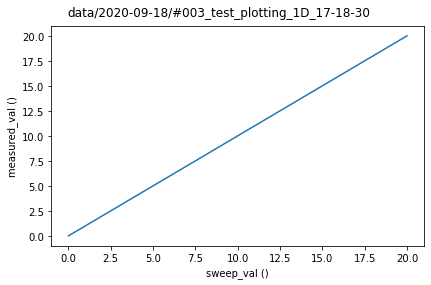 data/2020-09-18/#003_test_plotting_1D_17-18-30
20.0
17.5
15.0
12.5
10.0
7.5
5.0
2.5
0.0
measured_val ()
0.0 2.5 5.0 7.5 10.0 12.5 15.0 17.5 20.0
sweep_val ()